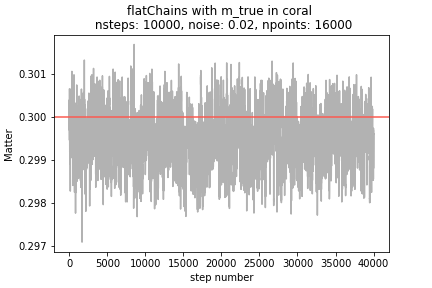 flatChains with m_true in coral
nsteps: 10000, noise: 0.02, npoints: 16000
0.301
0.300
0.299
0.298
0.297
Matter
0 5000 10000 15000 20000 25000 30000 35000 40000
step number